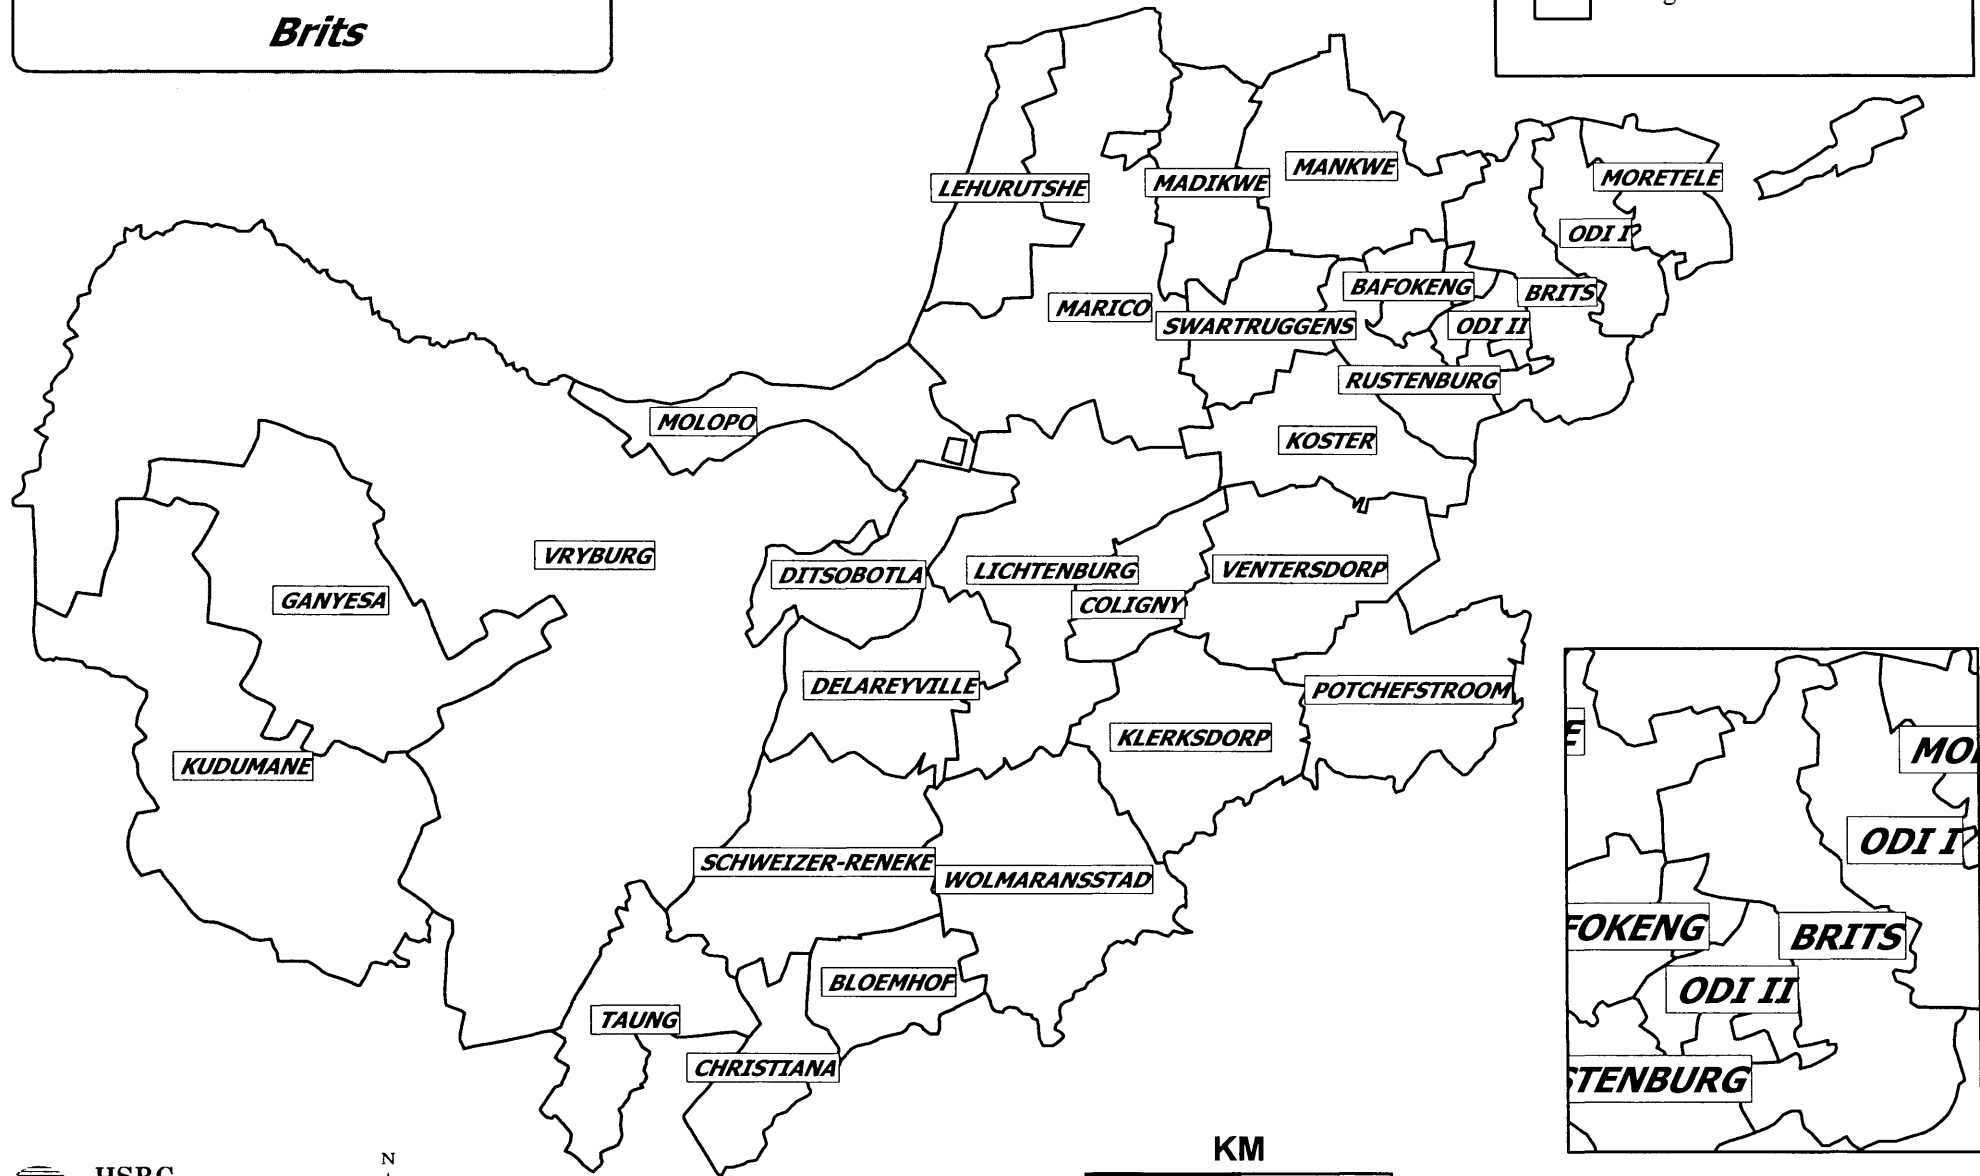 Brits
LEHURUTSHE
MADIKWE
MANKWE
MORETELE
ODI I
MARICO
BAFOKENG
BRITS
SWARTRUGGENS
ODI II
RUSTENBURG
MOLOPO
KOSTER
VRYBURG
GANYESA
DITSOBOTLA
LICHTENBURG
VENTERSDORP
COLIGNY
DELAREYVILLE
POTCHEFSTROOM
KLERKSDORP
KUDUMANE
SCHWEIZER-RENEKE
WOLMARANSSTAD
BLOEMHOF
TAUNG
CHRISTIANA
E
MO
ODI I
FOKENG
BRITS
ODI II
STENBURG
KM
HSRC
N